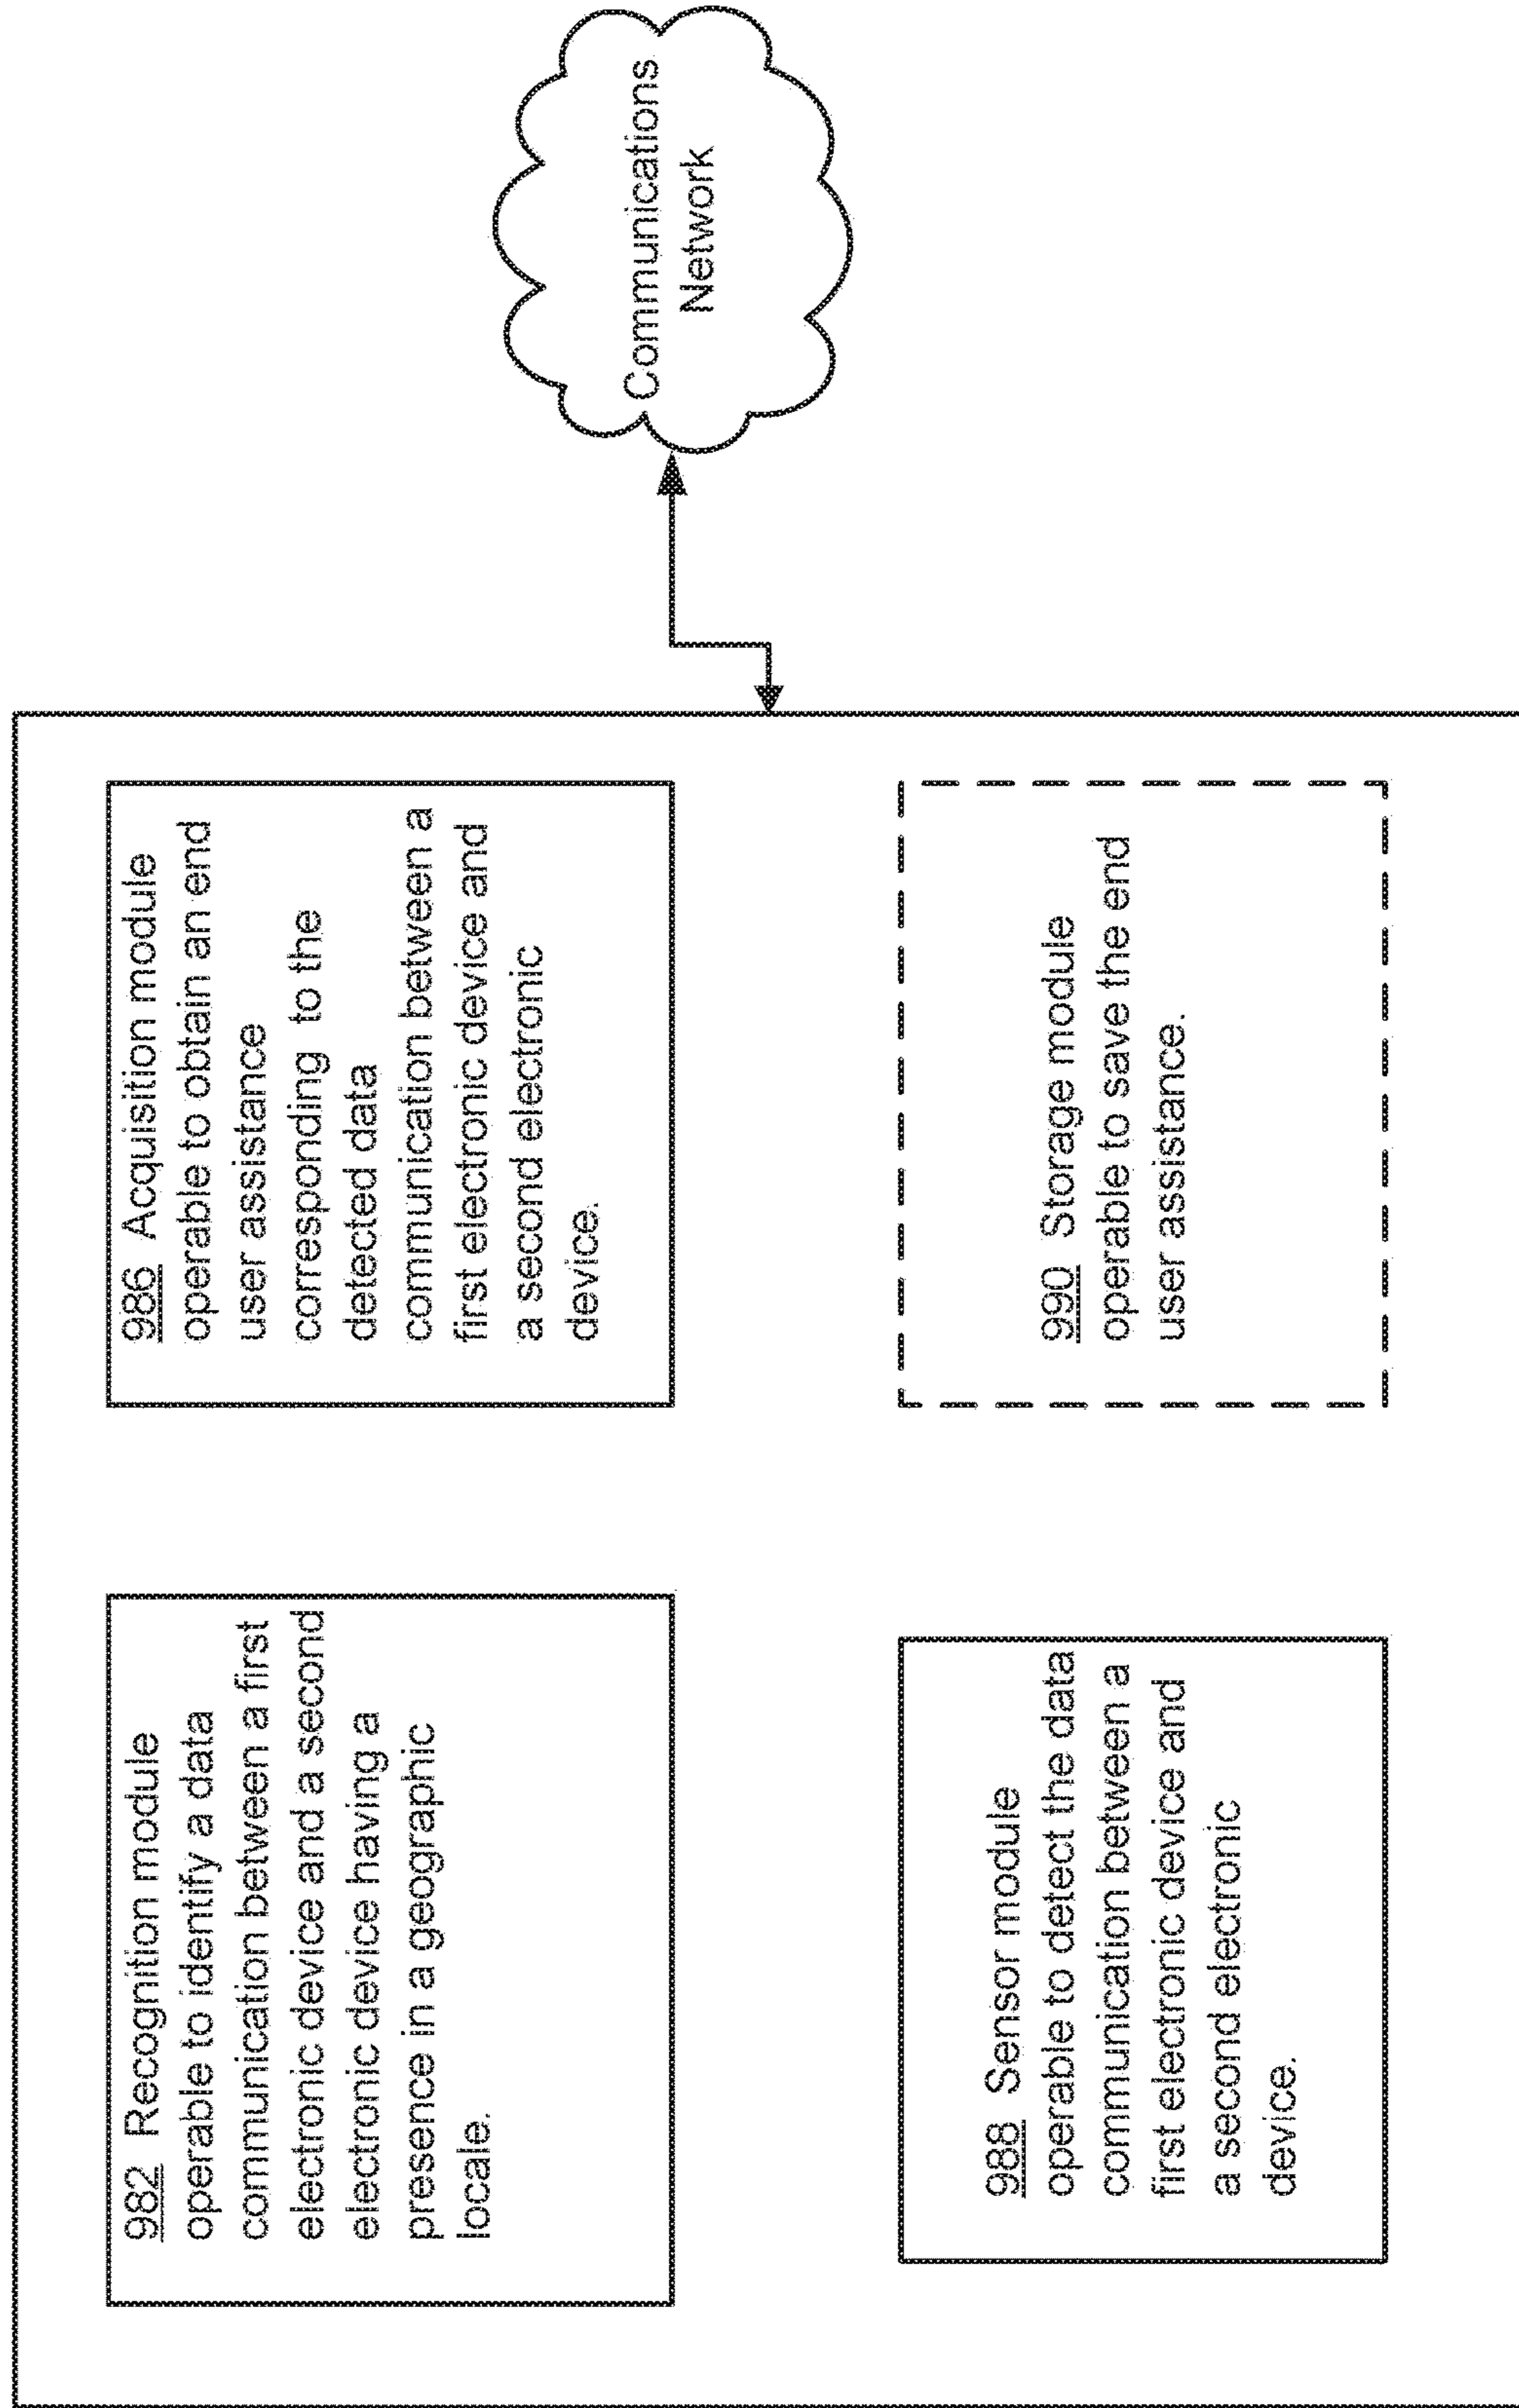 982 Recognition module
operable to identify a data
communication between a first
electronic device and a second
electronic device having a
presence in a geographic
locale.
986 Acquisition module
operable to obtain an end
user assistance
corresponding to the
detected data
communication between a
first electronic device and
a second electronic
device.
988 Sensor module
operable to detect the data
communication between a
first electronic device and
a second electronic
device.
990 Storage module
operable to save the end
user assistance.
Communications
Network